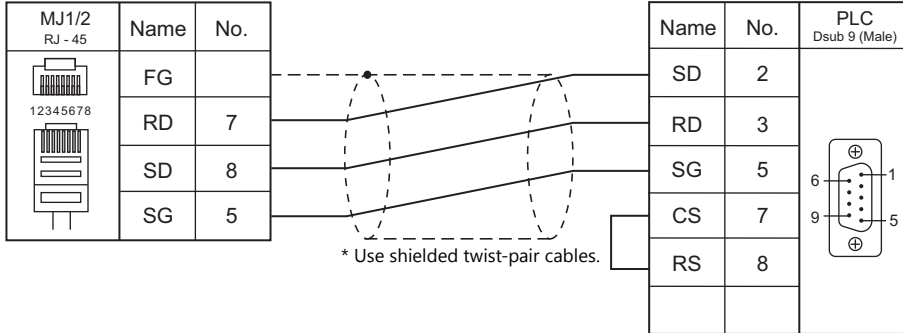 MJ1/2
RJ - 45
Name No.
12345678
FG
RD 7
SD 8
SG 5
* Use shielded twist-pair cables.
Name No.
PLC
Dsub 9 (Male)
SD 2
RD 3
SG 5
CS 7
RS 8
6 1
9 5